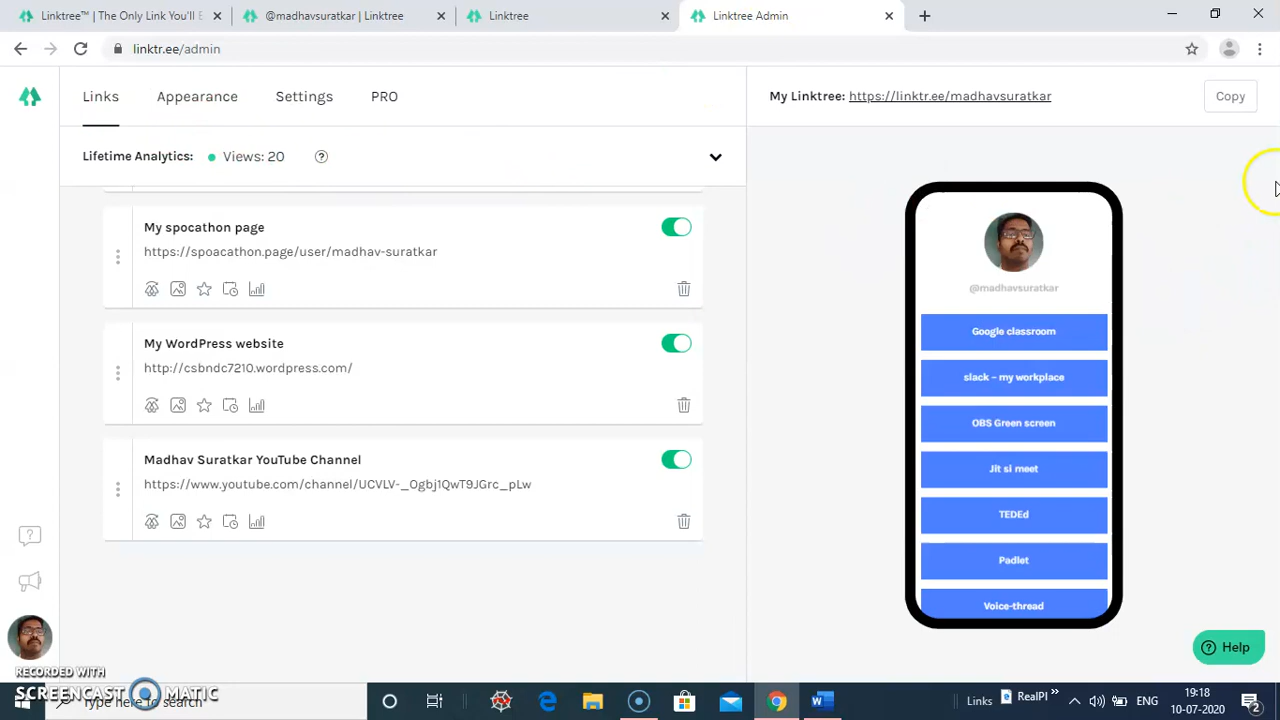 Linktree™ | The Only Link You'll E
@madhavsuratkar | Linktree
Linktree
Linktree Admin
linktr.ee/admin
Links
Appearance
Settings
PRO
My Linktree: https://linktr.ee/madhavsuratkar
Copy
Lifetime Analytics:
Views: 20
My spocathon page
https://spoacathon.page/user/madhav-suratkar
My WordPress website
http://csbndc7210.wordpress.com/
Madhav Suratkar YouTube Channel
https://www.youtube.com/channel/UCVLV-_Ogbj1QwT9JGrc_pLw
@madhavsuratkar
Google classroom
slack – my workplace
OBS Green screen
Jit si meet
TEDEd
Padlet
Voice-thread
Help
RECORDED WITH
SCREENCAST MATIC
Type here to search
Links
RealPl
ENG
19:18
10-07-2020
2